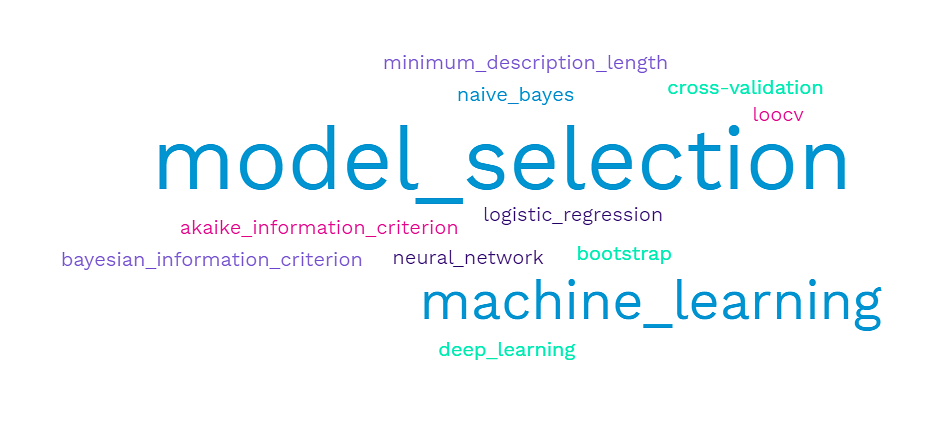 minimum_description_length
cross-validation
naive_bayes
loocv
model_selection
logistic_regression
akaike_information_criterion
bootstrap
neural_network
bayesian_information_criterion
machine_learning
deep_learning